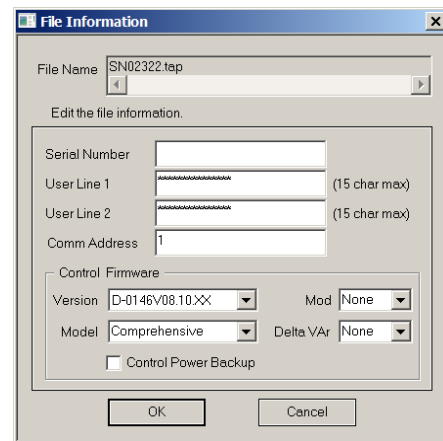 File Information
File Name SN02322.tap
Edit the file information.
Serial Number
User Line 1 *************** (15 char max)
User Line 2 *************** (15 char max)
Comm Address 1
Control Firmware
Version D-0146V08.10.XX Mod None
Model Comprehensive Delta VAr None
Control Power Backup
OK Cancel